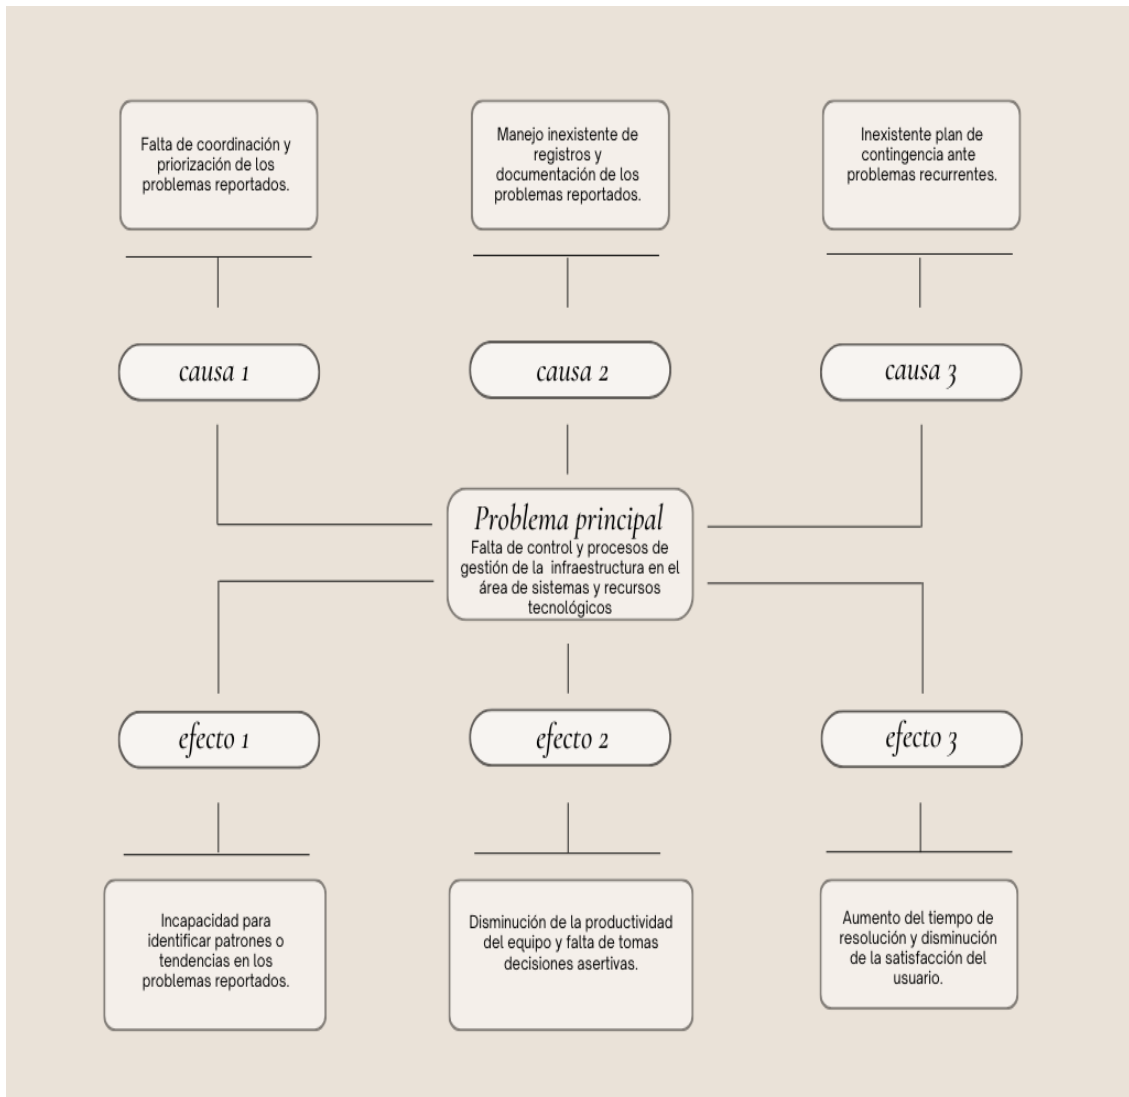 Falta de coordinación y
priorización de los
problemas reportados.
Manejo inexistente de
registros y
documentación de los
problemas reportados.
Inexistente plan de
contingencia ante
problemas recurrentes.
causa 1
causa 2
causa 3
Problema principal
Falta de control y procesos de
gestión de la infraestructura en el
área de sistemas y recursos
tecnológicos
efecto 1
efecto 2
efecto 3
Incapacidad para
identificar patrones o
tendencias en los
problemas reportados.
Disminución de la productividad
del equipo y falta de tomas
decisiones asertivas.
Aumento del tiempo de
resolución y disminución
de la satisfacción del
usuario.